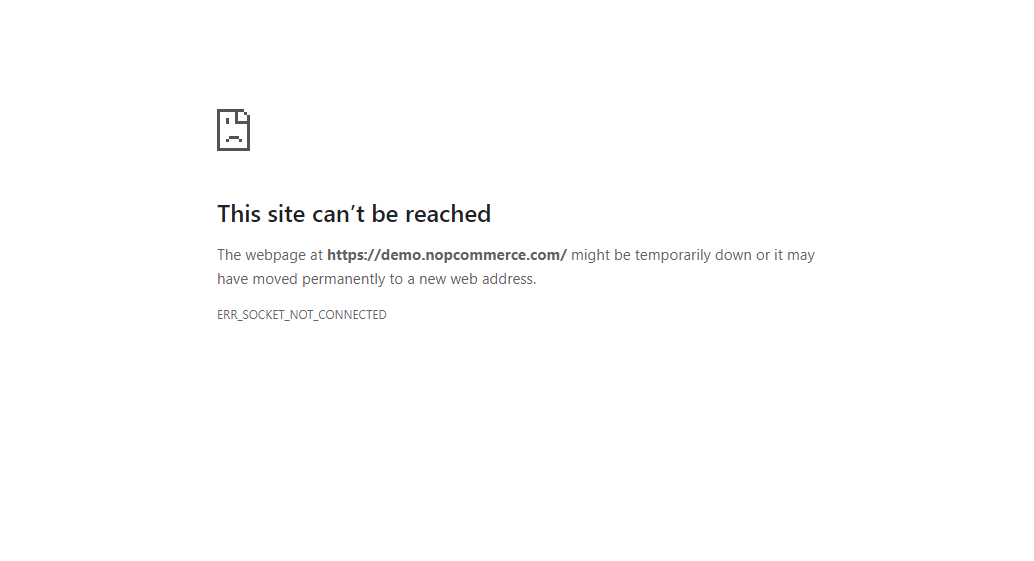 This site can’t be reached
The webpage at https://demo.nopcommerce.com/ might be temporarily down or it may
have moved permanently to a new web address.
ERR_SOCKET_NOT_CONNECTED